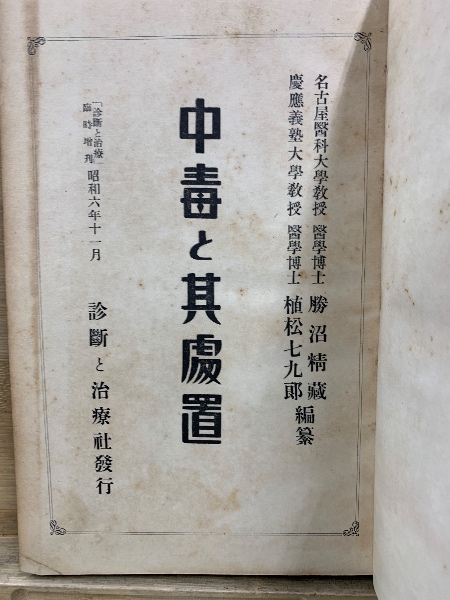 名古屋醫科大學敎授 醫學博士 勝沼精藏
慶應義塾大學敎授 醫學博士 植松七九郞
編纂
中毒と其處置
「診斷と治療」
臨時增刊
昭和六年十一月
診斷と治療社發行